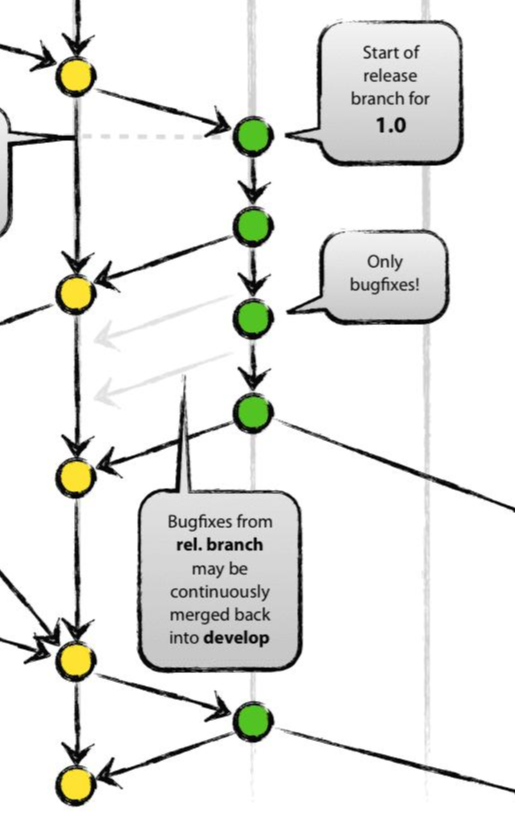 Start of
release
branch for
1.0
Only
bugfixes!
Bugfixes from
rel. branch
may be
continuously
merged back
into develop